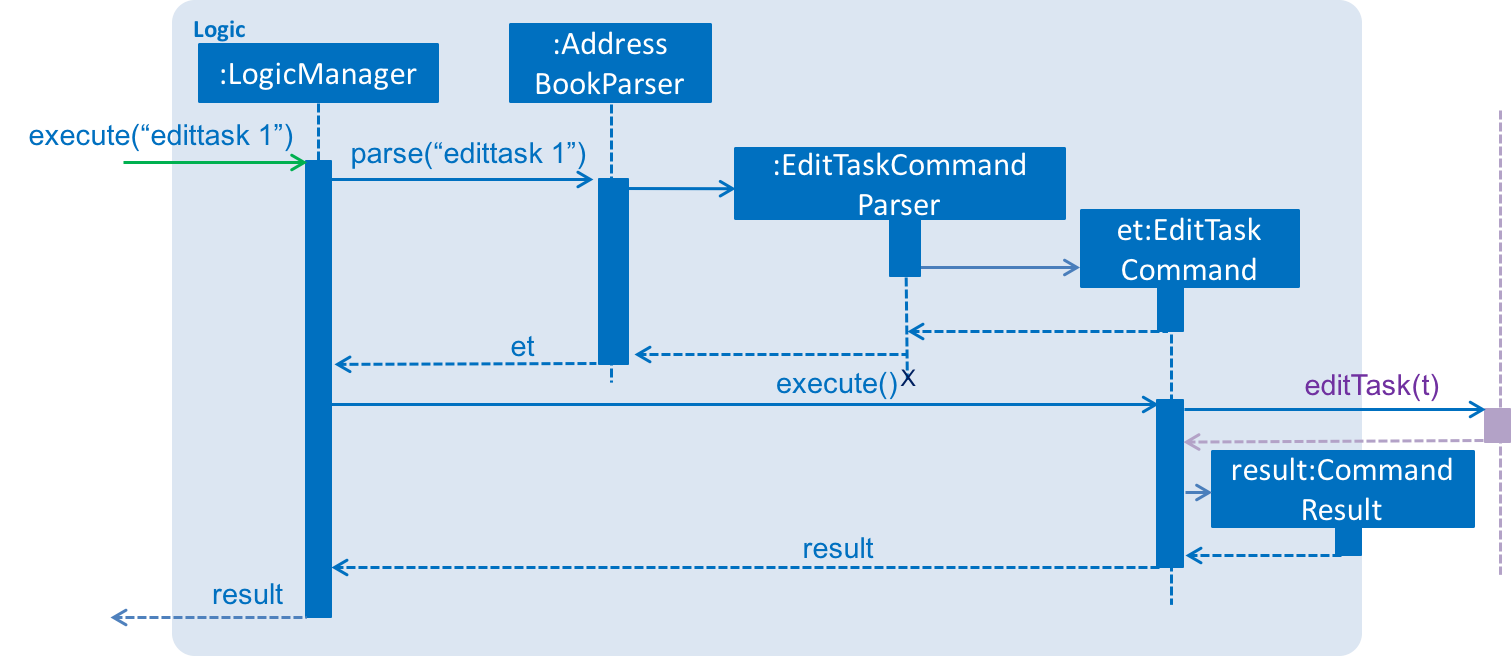 Logic
:LogicManager
:Address
BookParser
execute(“edittask 1”)
parse(“edittask 1”)
:EditTaskCommand
Parser
et:EditTask
Command
et
execute()
X
editTask(t)
result:Command
Result
result
result